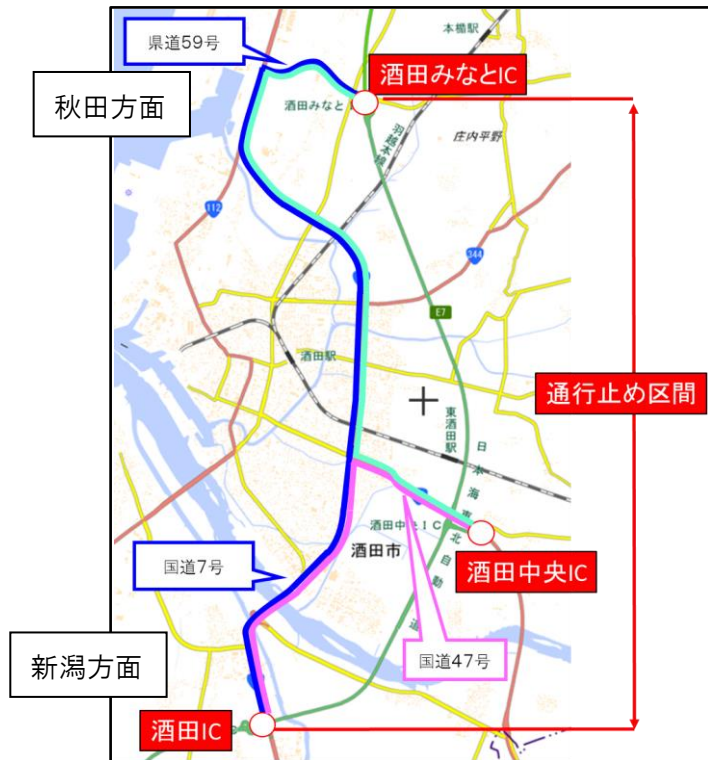 県道59号
本楯駅
酒田みなとIC
秋田方面
酒田みなと
羽越本線
庄内平野
112
344
E7
酒田駅
通行止め区間
東酒田駅
日本海東北自動車道
酒田中央IC
酒田市
国道7号
酒田中央IC
国道47号
新潟方面
酒田IC